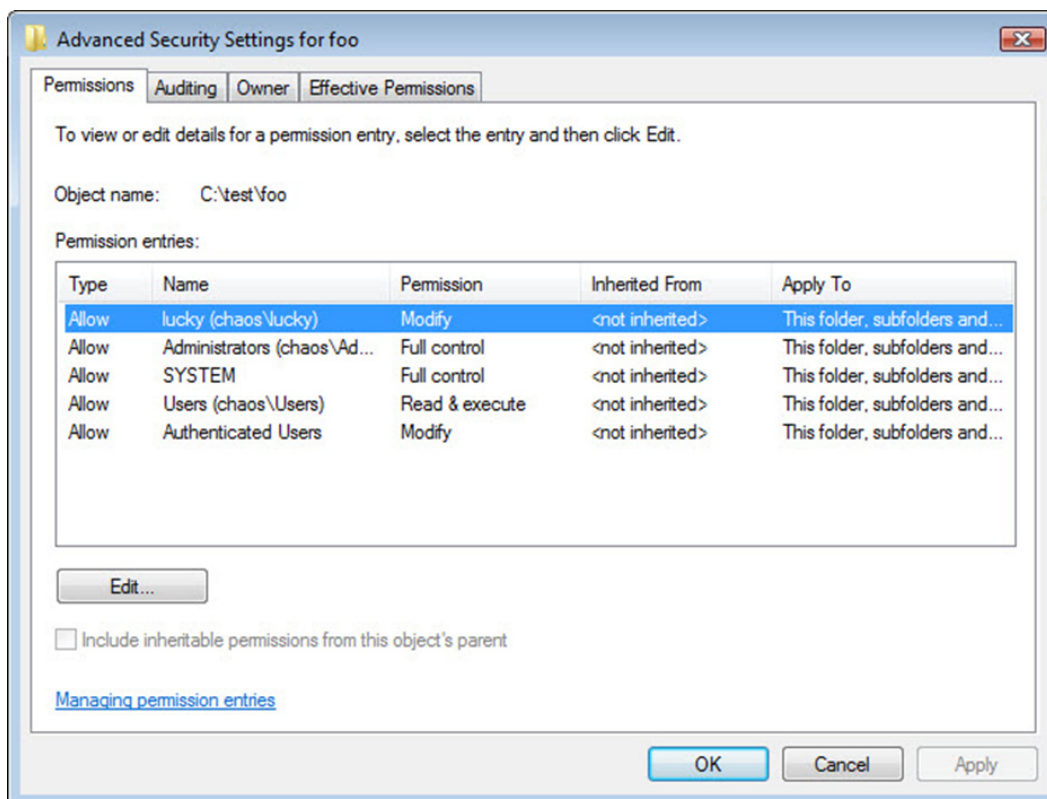 Advanced Security Settings for foo
Permissions Auditing Owner Effective Permissions
To view or edit details for a permission entry, select the entry and then click Edit.
Object name: C:\test\foo
Permission entries:
Type Name Permission Inherited From Apply To
Allow lucky (chaos\lucky) Modify <not inherited> This folder, subfolders and...
Allow Administrators (chaos\Ad... Full control <not inherited> This folder, subfolders and...
Allow SYSTEM Full control <not inherited> This folder, subfolders and...
Allow Users (chaos\Users) Read & execute <not inherited> This folder, subfolders and...
Allow Authenticated Users Modify <not inherited> This folder, subfolders and...
Edit...
Include inheritable permissions from this object's parent
Managing permission entries
OK Cancel Apply